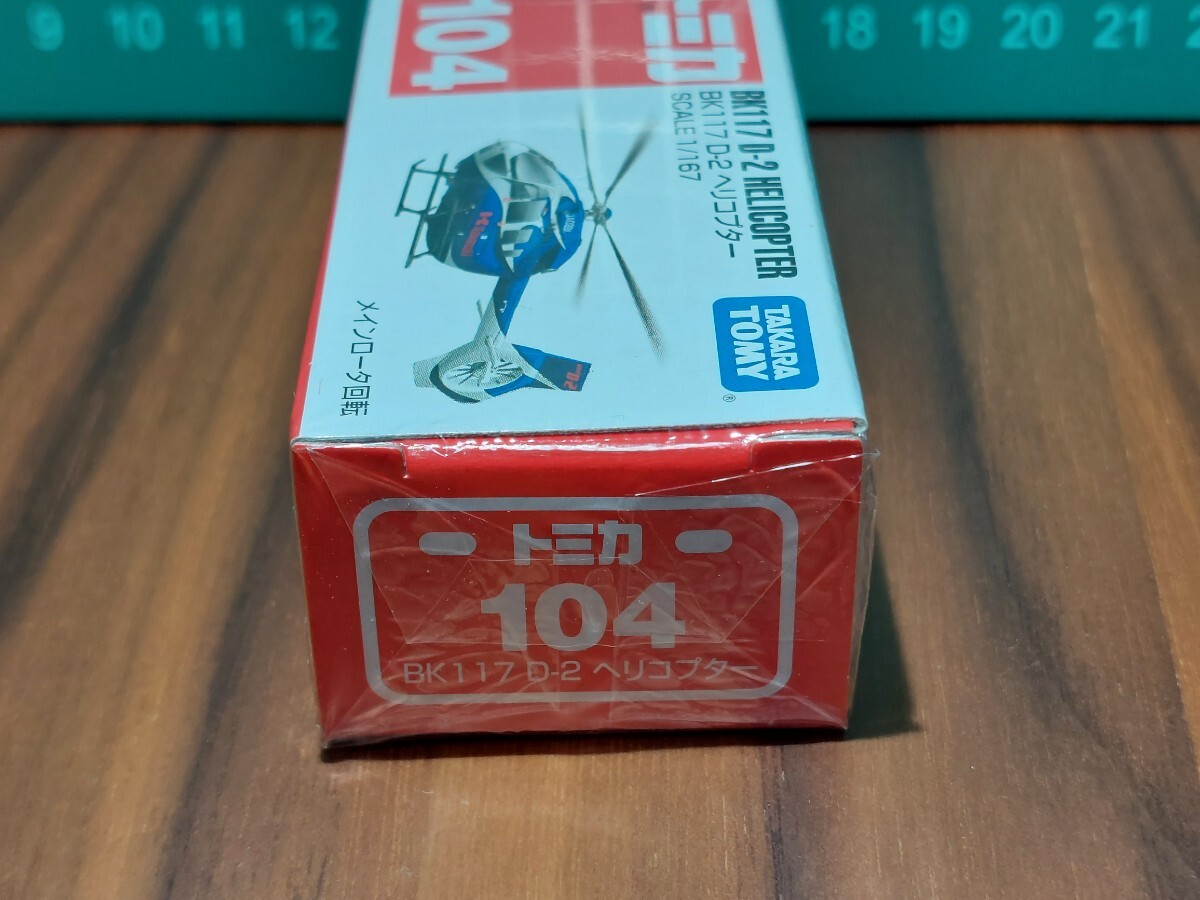 9 10 11 12
18 19 20 21
トミカ
104
BK117 D-2 HELICOPTER
BK117 D-2 ヘリコプター
SCALE 1/167
TAKARA
TOMY
®
メインローター回転
トミカ
104
BK117 D-2 ヘリコプター